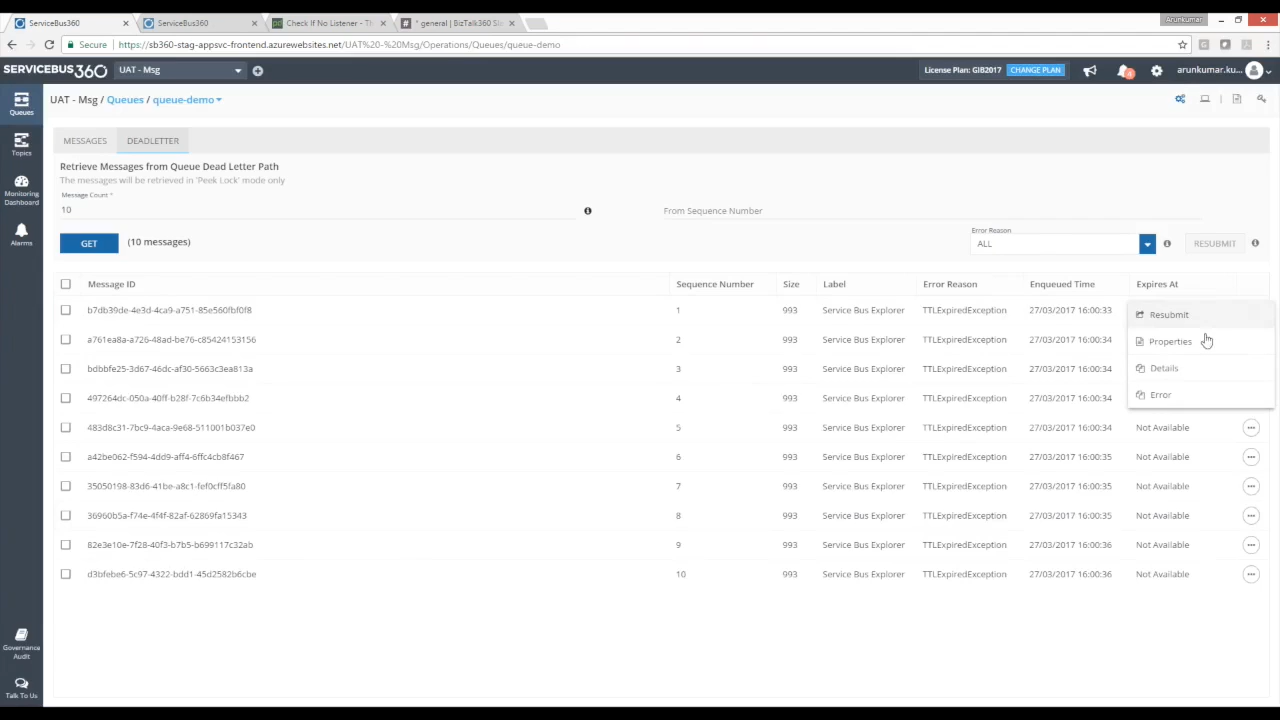 ServiceBus360
ServiceBus360
Check If No Listener - Th
* general | BizTalk360 Sl
Arunkumar
Secure
https://sb360-stag-appsvc-frontend.azurewebsites.net/UAT%20-%20Msg/Operations/Queues/queue-demo
SERVICEBUS360
UAT - Msg
License Plan: GIB2017 CHANGE PLAN
4
arunkumar.ku...
Queues
Topics
Monitoring
Dashboard
Alarms
Governance
Audit
Talk To Us
UAT - Msg / Queues / queue-demo
MESSAGES DEADLETTER
Retrieve Messages from Queue Dead Letter Path
The messages will be retrieved in 'Peek Lock' mode only
Message Count *
10
From Sequence Number
GET (10 messages)
Error Reason
ALL
RESUBMIT
Message ID Sequence Number Size Label Error Reason Enqueued Time Expires At
b7db39de-4e3d-4ca9-a751-85e560fbf0f8 1 993 Service Bus Explorer TTLExpiredException 27/03/2017 16:00:33
a761ea8a-a726-48ad-be76-c85424153156 2 993 Service Bus Explorer TTLExpiredException 27/03/2017 16:00:34
bdbbfe25-3d67-46dc-af30-5663c3ea813a 3 993 Service Bus Explorer TTLExpiredException 27/03/2017 16:00:34
497264dc-050a-40ff-b28f-7c6b34efbbb2 4 993 Service Bus Explorer TTLExpiredException 27/03/2017 16:00:34
483d8c31-7bc9-4aca-9e68-511001b037e0 5 993 Service Bus Explorer TTLExpiredException 27/03/2017 16:00:34 Not Available
a42be062-f594-4dd9-aff4-6ffc4cb8f467 6 993 Service Bus Explorer TTLExpiredException 27/03/2017 16:00:35 Not Available
35050198-83d6-41be-a8c1-fef0cff5fa80 7 993 Service Bus Explorer TTLExpiredException 27/03/2017 16:00:35 Not Available
36960b5a-f74e-4f4f-82af-62869fa15343 8 993 Service Bus Explorer TTLExpiredException 27/03/2017 16:00:35 Not Available
82e3e10e-7f28-40f3-b7b5-b699117c32ab 9 993 Service Bus Explorer TTLExpiredException 27/03/2017 16:00:36 Not Available
d3bfebe6-5c97-4322-bdd1-45d2582b6cbe 10 993 Service Bus Explorer TTLExpiredException 27/03/2017 16:00:36 Not Available
Resubmit
Properties
Details
Error